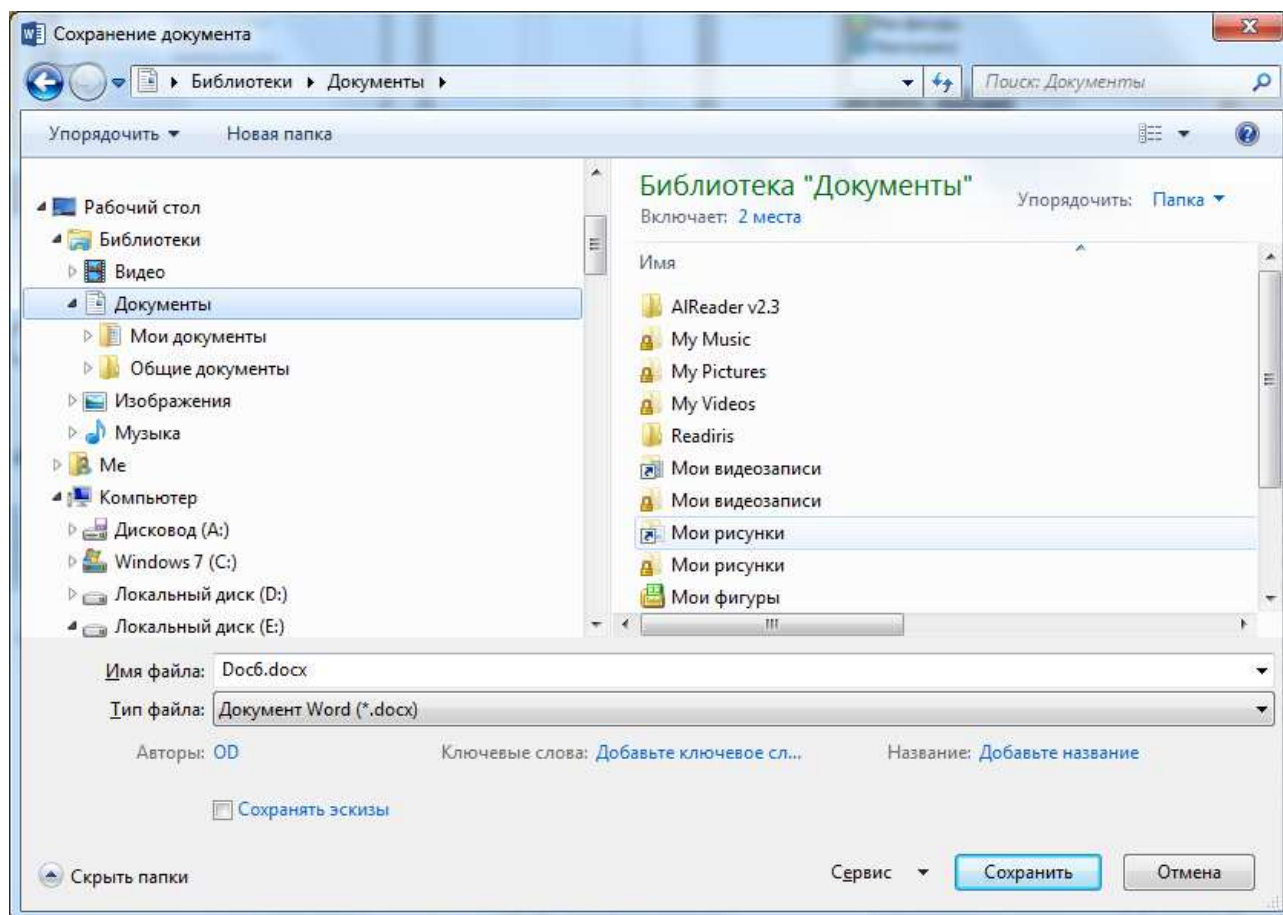 Сохранение документа
Библиотеки Документы
Поиск: Документы
Упорядочить Новая папка
Рабочий стол
Библиотеки
Видео
Документы
Мои документы
Общие документы
Изображения
Музыка
Me
Компьютер
Дисковод (A:)
Windows 7 (C:)
Локальный диск (D:)
Локальный диск (E:)
Библиотека "Документы"
Включает: 2 места
Упорядочить: Папка
Имя
AlReader v2.3
My Music
My Pictures
My Videos
Readiris
Мои видеозаписи
Мои видеозаписи
Мои рисунки
Мои рисунки
Мои фигуры
Имя файла: Doc6.docx
Тип файла: Документ Word (*.docx)
Авторы: OD Ключевые слова: Добавьте ключевое сл... Название: Добавьте название
Сохранять эскизы
Скрыть папки Сервис Сохранить Отмена